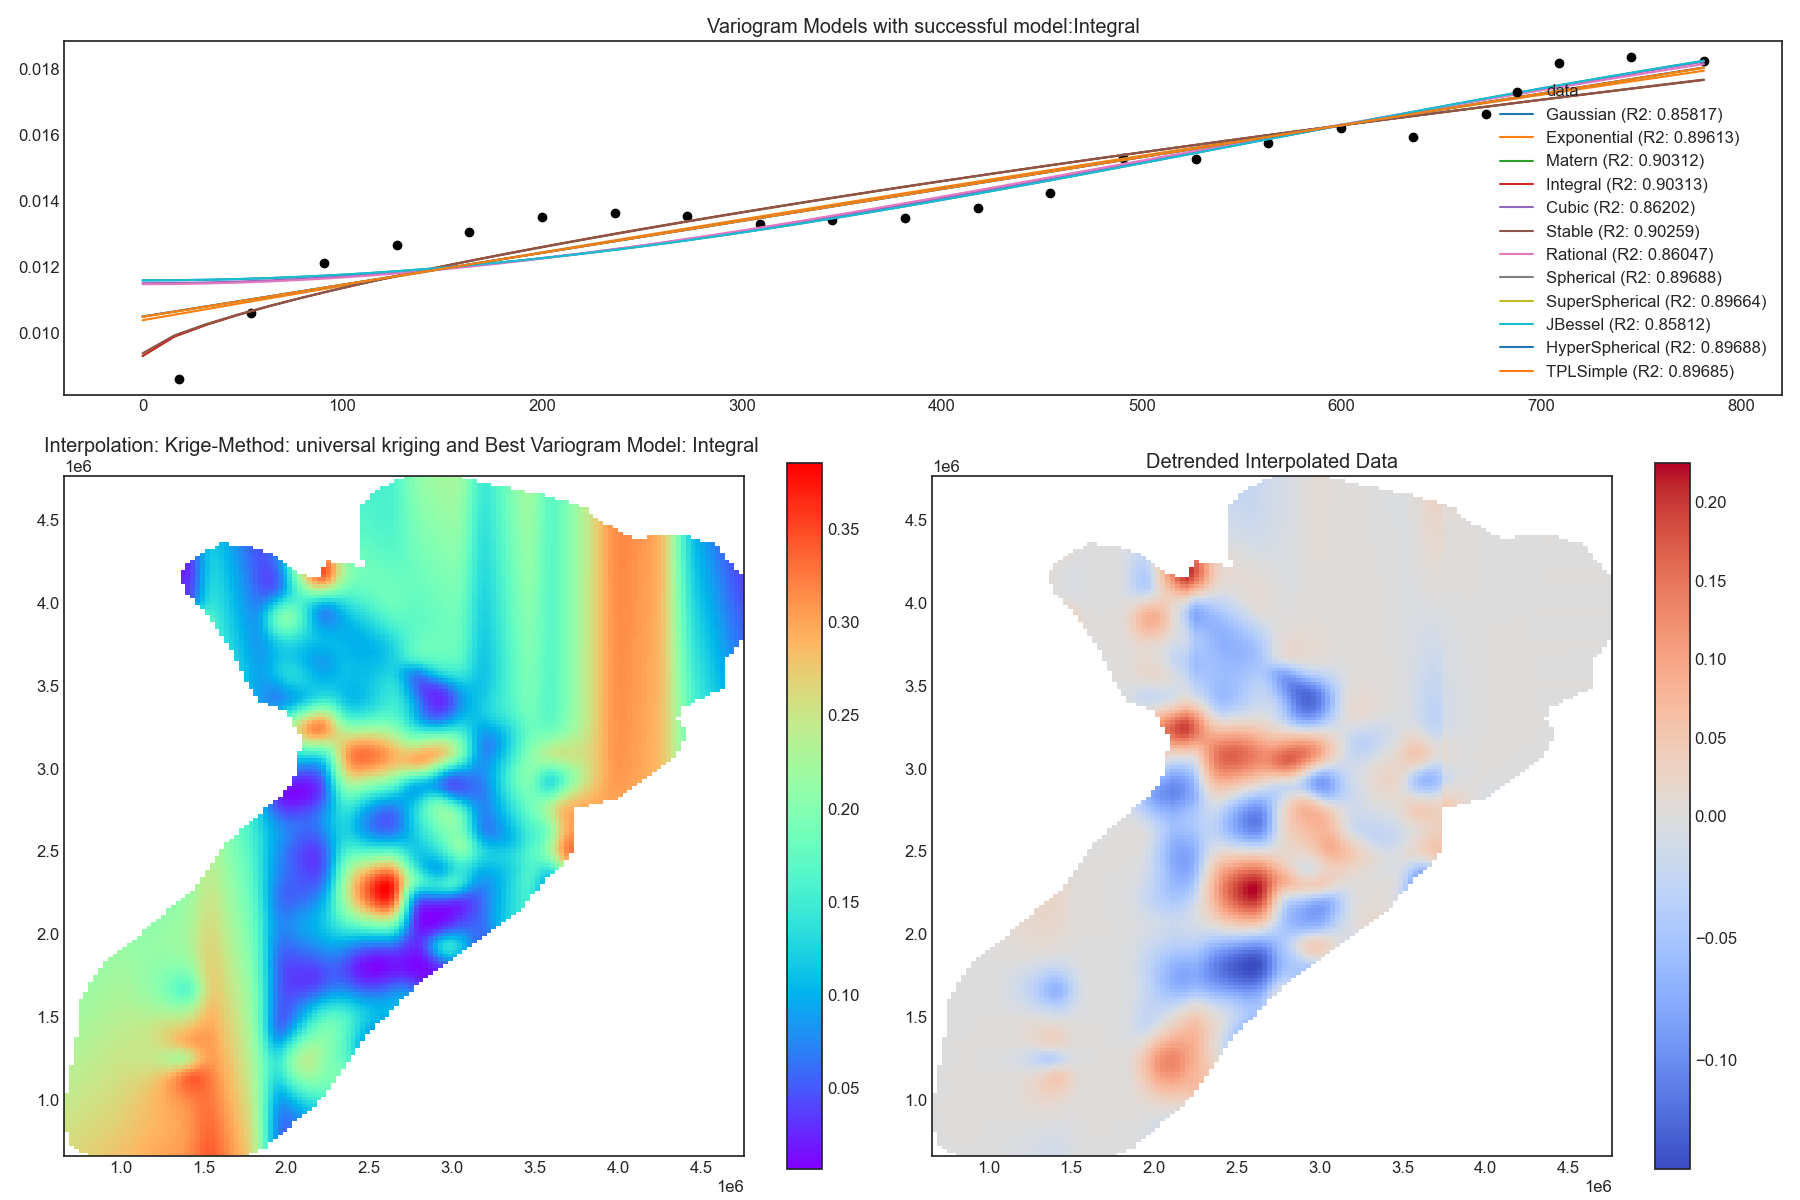 Variogram Models with successful model:Integral
0.018
0.016
0.014
0.012
0.010
data
Gaussian (R2: 0.85817)
Exponential (R2: 0.89613)
Matern (R2: 0.90312)
Integral (R2: 0.90313)
Cubic (R2: 0.86202)
Stable (R2: 0.90259)
Rational (R2: 0.86047)
Spherical (R2: 0.89688)
SuperSpherical (R2: 0.89664)
JBessel (R2: 0.85812)
HyperSpherical (R2: 0.89688)
TPLSimple (R2: 0.89685)
0 100 200 300 400 500 600 700 800
Interpolation: Krige-Method: universal kriging and Best Variogram Model: Integral
1e6
4.5
4.0
3.5
3.0
2.5
2.0
1.5
1.0
1.0 1.5 2.0 2.5 3.0 3.5 4.0 4.5
1e6
0.35
0.30
0.25
0.20
0.15
0.10
0.05
Detrended Interpolated Data
1e6
4.5
4.0
3.5
3.0
2.5
2.0
1.5
1.0
1.0 1.5 2.0 2.5 3.0 3.5 4.0 4.5
1e6
0.20
0.15
0.10
0.05
0.00
−0.05
−0.10